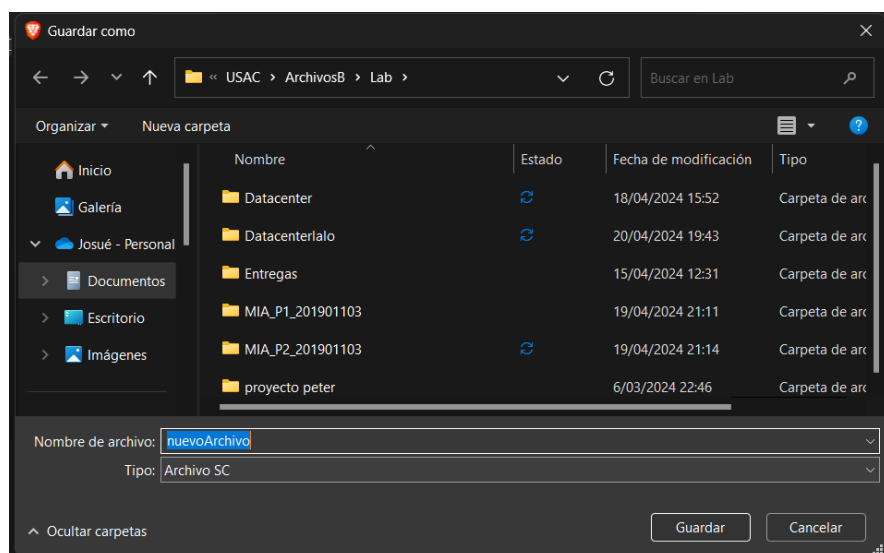 Guardar como
« USAC > ArchivosB > Lab >
Buscar en Lab
Organizar Nueva carpeta
Nombre Estado Fecha de modificación Tipo
Inicio
Galería
Josué - Personal
Documentos
Escritorio
Imágenes
Datacenter 18/04/2024 15:52 Carpeta de arc
Datacenterlalo 20/04/2024 19:43 Carpeta de arc
Entregas 15/04/2024 12:31 Carpeta de arc
MIA_P1_201901103 19/04/2024 21:11 Carpeta de arc
MIA_P2_201901103 19/04/2024 21:14 Carpeta de arc
proyecto peter 6/03/2024 22:46 Carpeta de arc
Nombre de archivo: nuevoArchivo
Tipo: Archivo SC
Ocultar carpetas
Guardar Cancelar